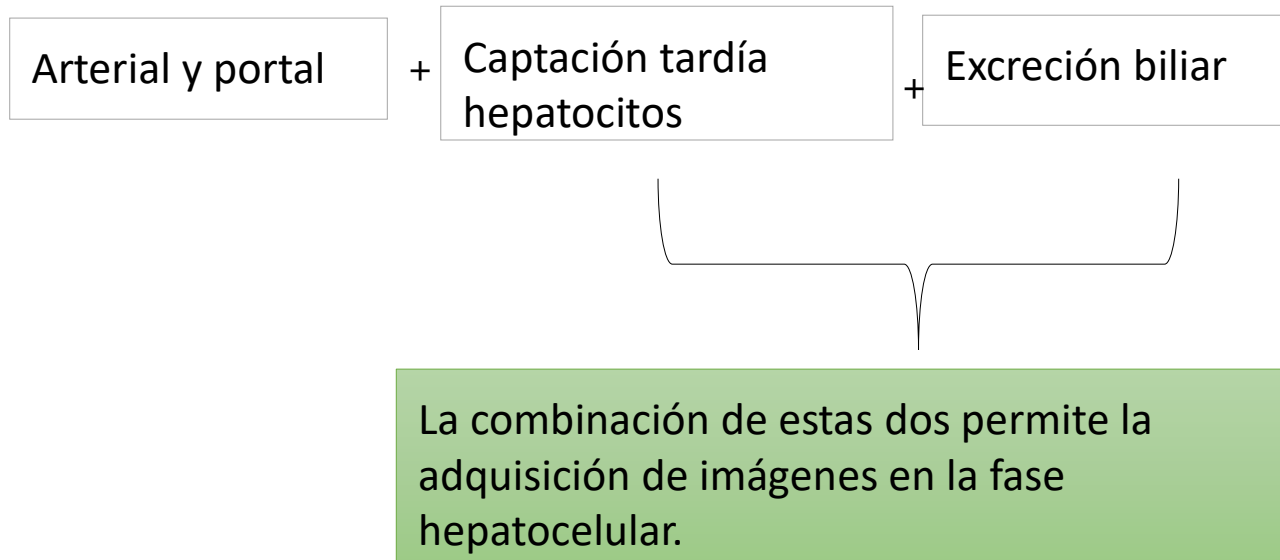 Arterial y portal
+
Captación tardía
hepatocitos
+
Excreción biliar
La combinación de estas dos permite la
adquisición de imágenes en la fase
hepatocelular.